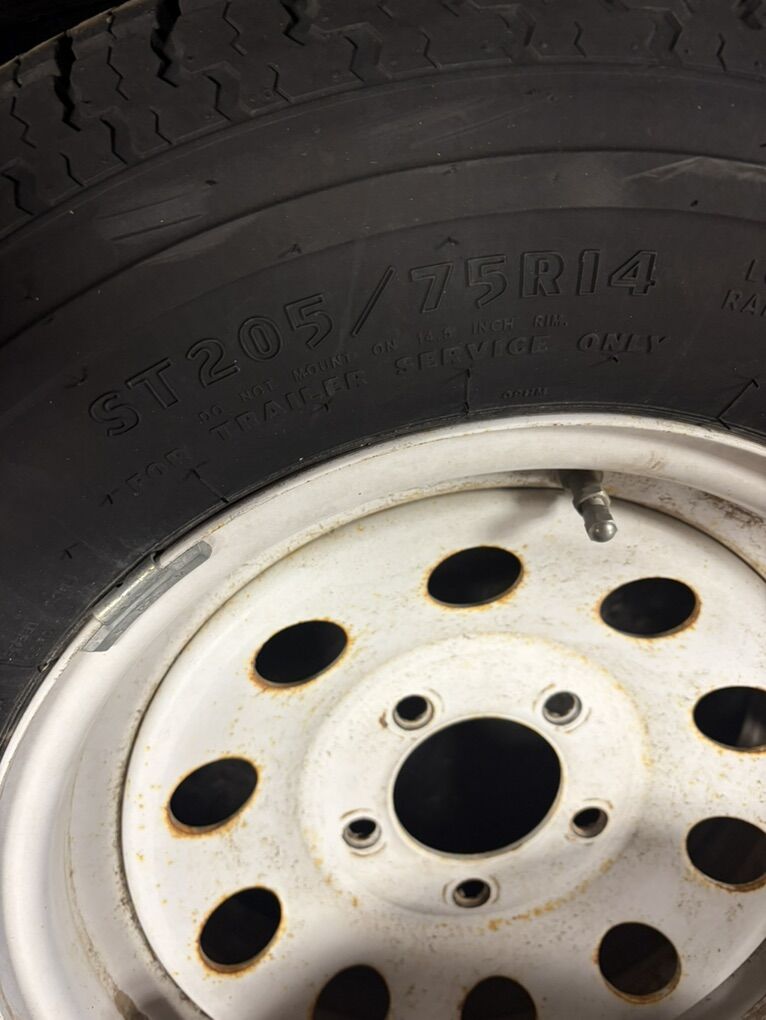 ST205/75R14
DO NOT MOUNT ON 14.5 INCH RIM.
FOR TRAILER SERVICE ONLY